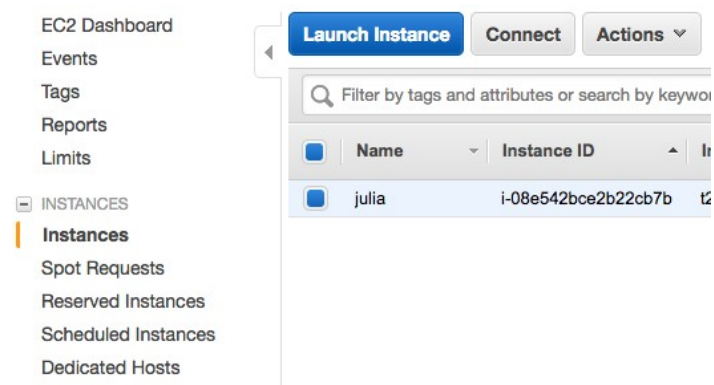 EC2 Dashboard
Events
Tags
Reports
Limits
INSTANCES
Instances
Spot Requests
Reserved Instances
Scheduled Instances
Dedicated Hosts
Launch Instance Connect Actions
Filter by tags and attributes or search by
Name Instance ID
julia i-08e542bce2b22cb7b